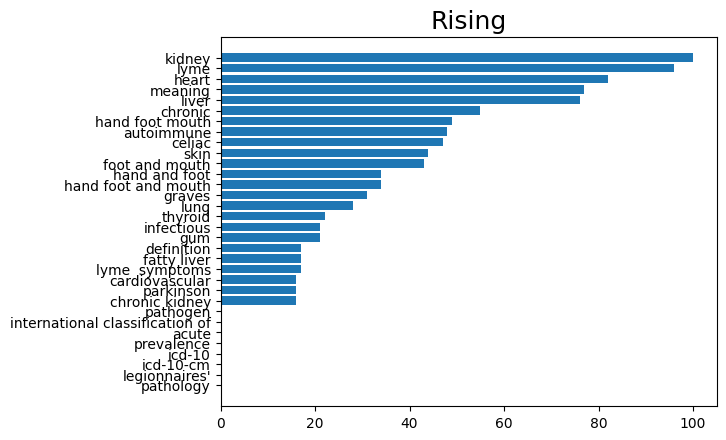 Rising
kidney
lyme
heart
meaning
liver
chronic
hand foot mouth
autoimmune
celiac
skin
foot and mouth
hand and foot
hand foot and mouth
graves
lung
thyroid
infectious
gum
definition
fatty liver
lyme  symptoms
cardiovascular
parkinson
chronic kidney
pathogen
international classification of
acute
prevalence
icd-10
icd-10-cm
legionnaires'
pathology
0 20 40 60 80 100